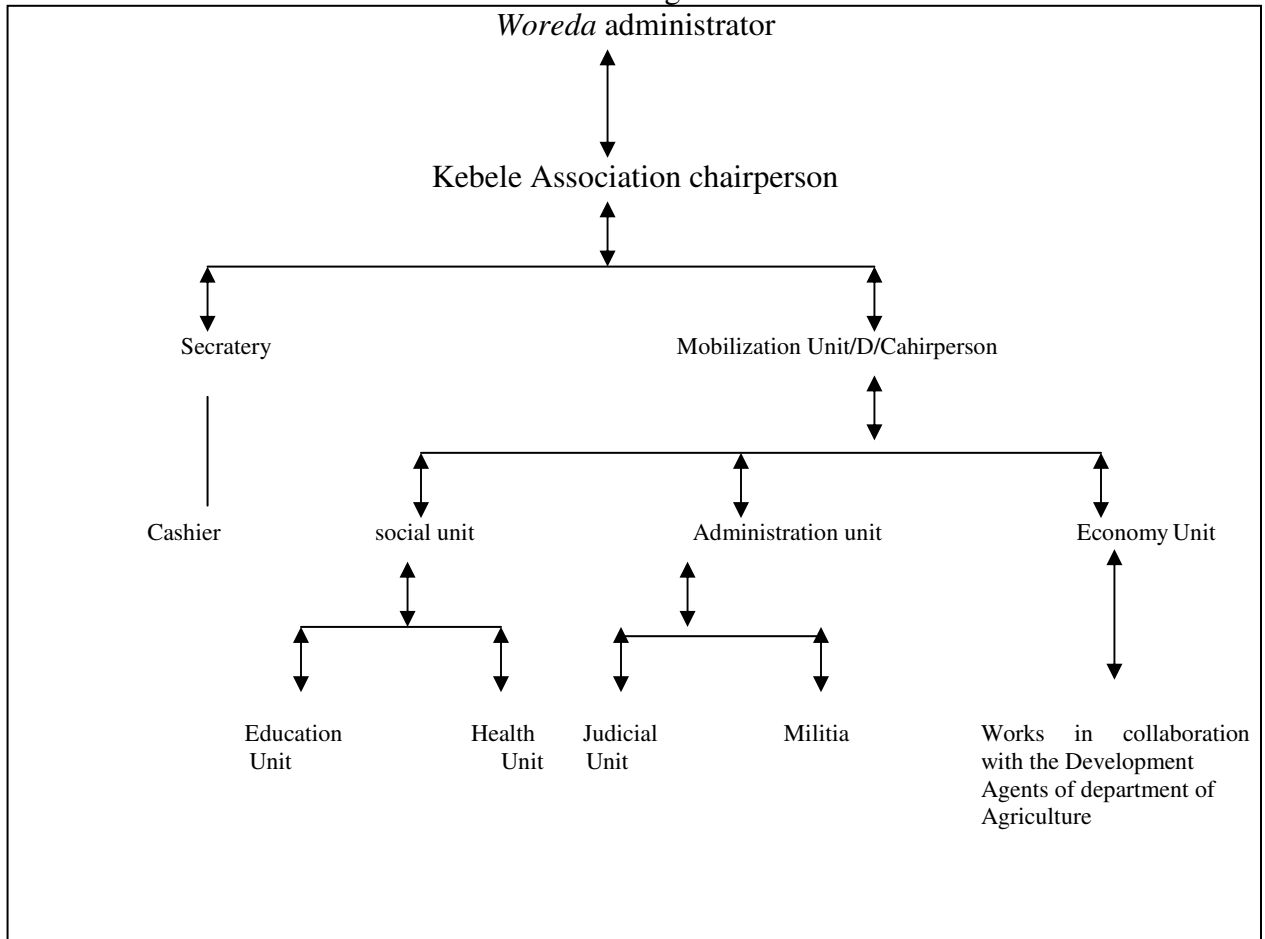 Woreda administrator
Kebele Association chairperson
Secratery
Mobilization Unit/D/Cahirperson
Cashier
social unit
Administration unit
Economy Unit
Education
Unit
Health
Unit
Judicial
Unit
Militia
Works in collaboration
with the Development
Agents of department of
Agriculture